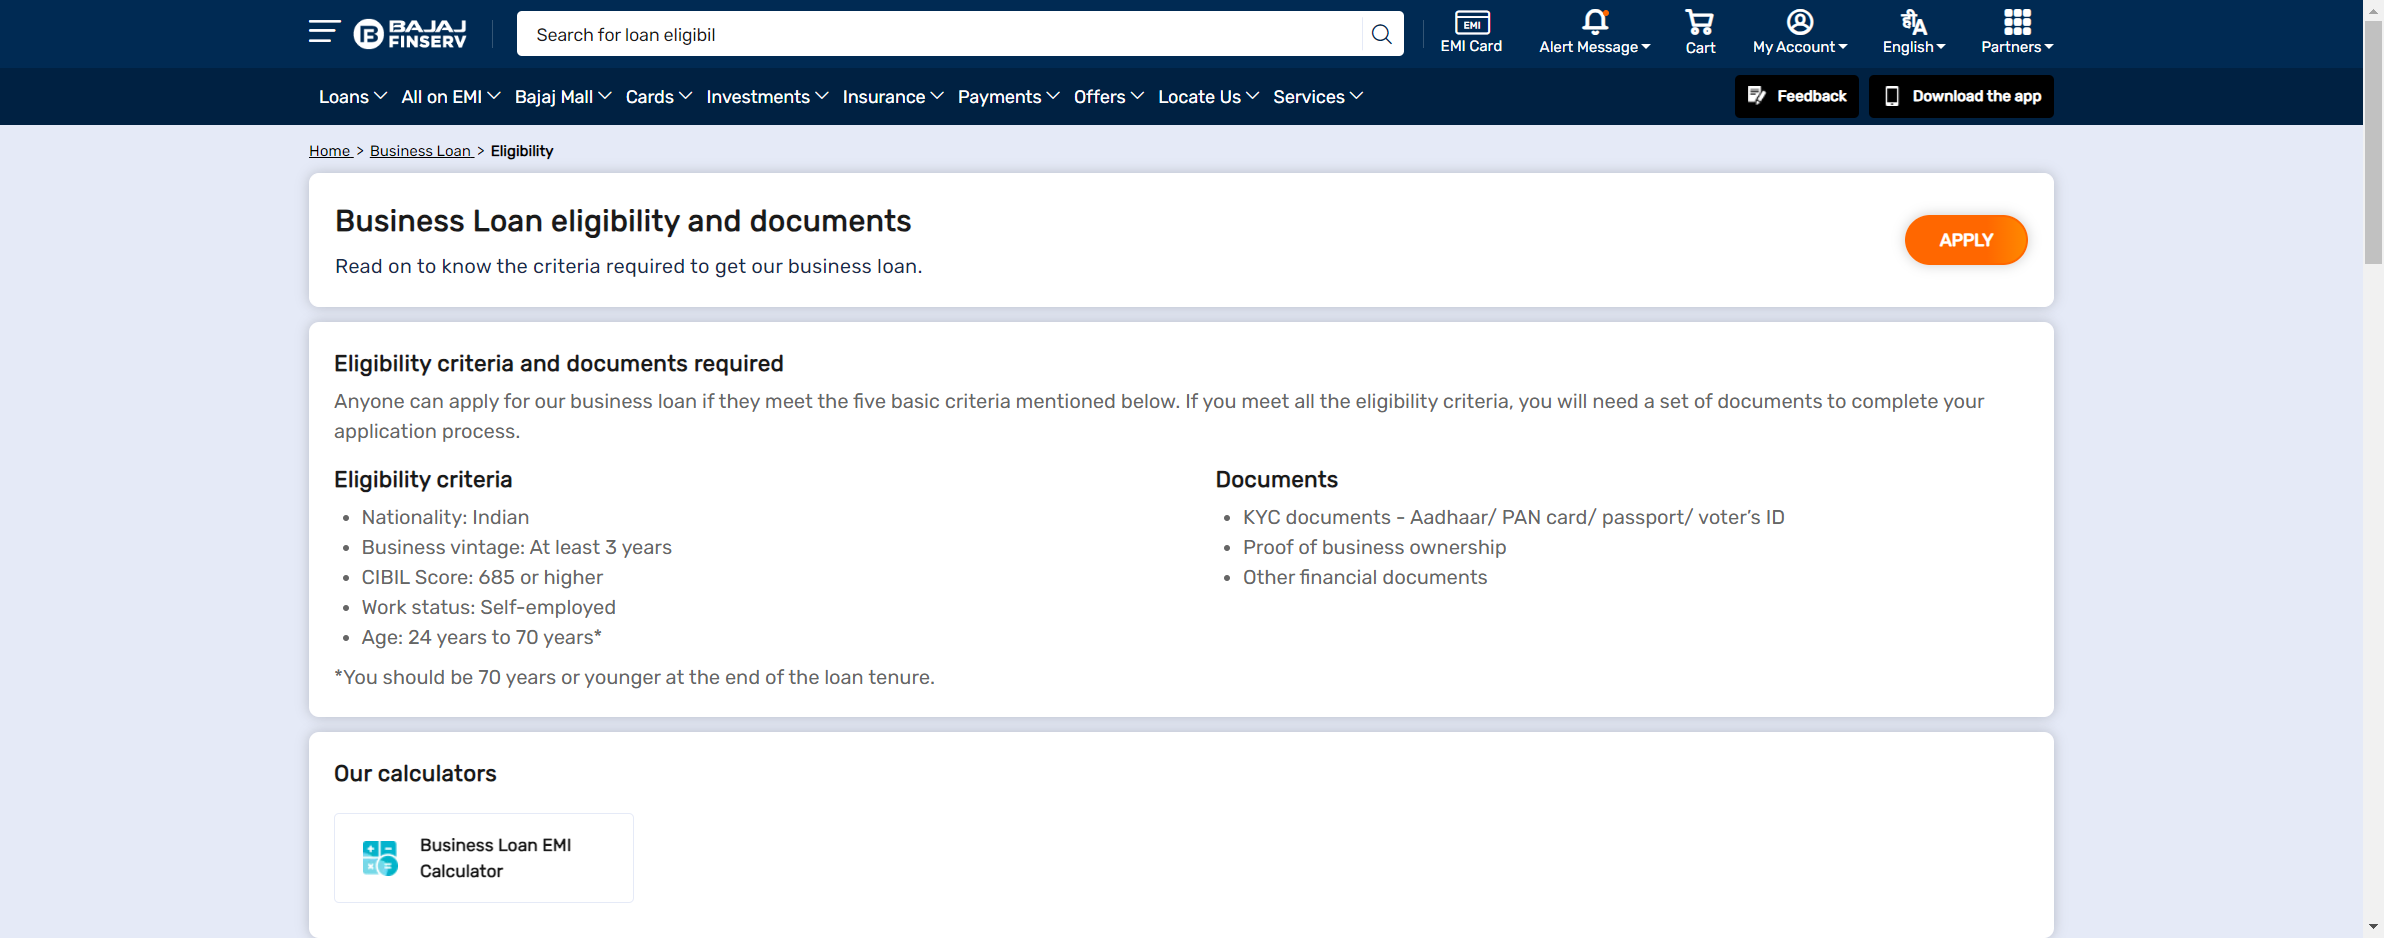 BAJAJ
FINSERV
Search for loan eligibil
EMI
EMI Card
Alert Message
Cart
My Account
हीA
English
Partners
Loans All on EMI Bajaj Mall Cards Investments Insurance Payments Offers Locate Us Services
Feedback
Download the app
Home > Business Loan > Eligibility
Business Loan eligibility and documents
Read on to know the criteria required to get our business loan.
APPLY
Eligibility criteria and documents required
Anyone can apply for our business loan if they meet the five basic criteria mentioned below. If you meet all the eligibility criteria, you will need a set of documents to complete your
application process.
Eligibility criteria
• Nationality: Indian
• Business vintage: At least 3 years
• CIBIL Score: 685 or higher
• Work status: Self-employed
• Age: 24 years to 70 years*
*You should be 70 years or younger at the end of the loan tenure.
Documents
• KYC documents - Aadhaar/ PAN card/ passport/ voter's ID
• Proof of business ownership
• Other financial documents
Our calculators
Business Loan EMI
Calculator